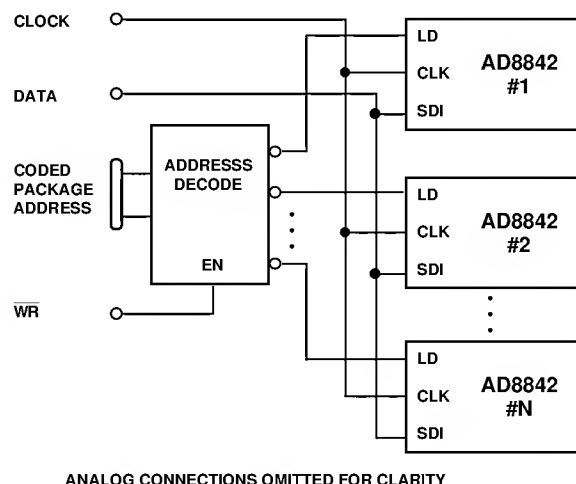 CLOCK
DATA
CODED
PACKAGE
ADDRESS
WR
ADDRESSS
DECODE
EN
LD
CLK
SDI
AD8842
#1
LD
CLK
SDI
AD8842
#2
LD
CLK
SDI
AD8842
#N
ANALOG CONNECTIONS OMITTED FOR CLARITY